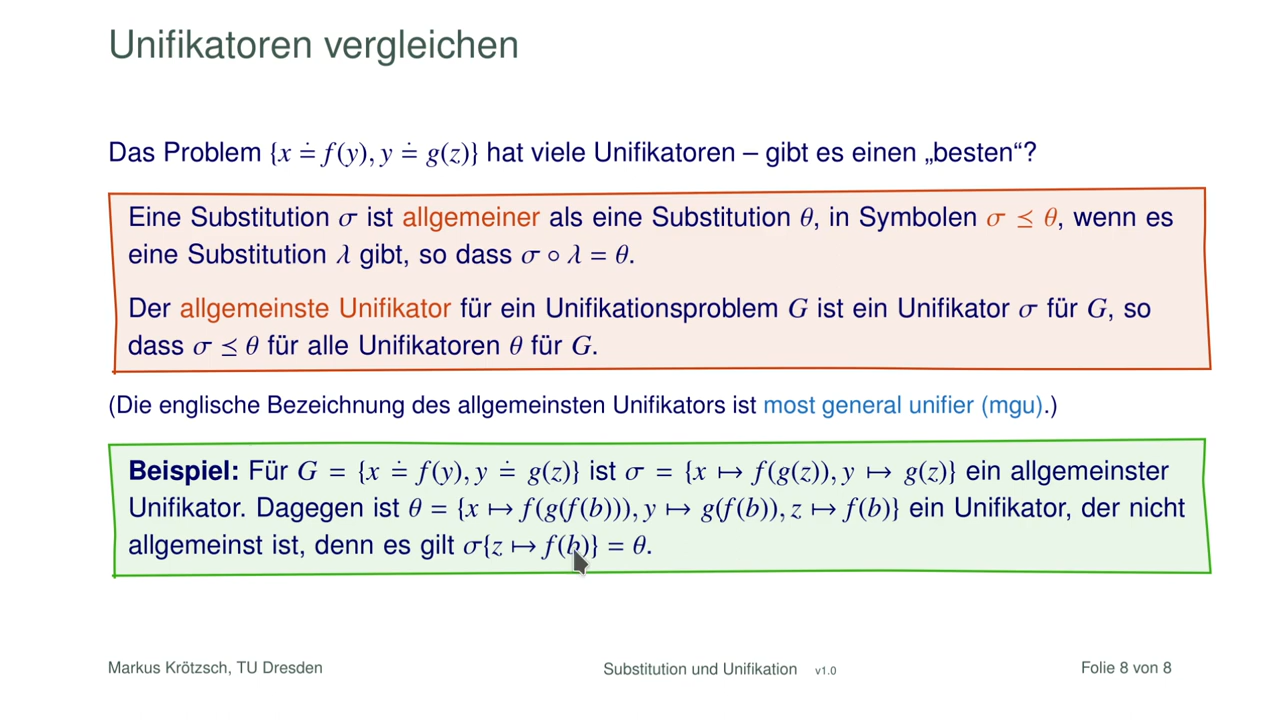 Unifikatoren vergleichen
Das Problem {x ≐ f(y), y ≐ g(z)} hat viele Unifikatoren – gibt es einen „besten“?
Eine Substitution σ ist allgemeiner als eine Substitution θ, in Symbolen σ ⪯ θ, wenn es
eine Substitution λ gibt, so dass σ ∘ λ = θ.
Der allgemeinste Unifikator für ein Unifikationsproblem G ist ein Unifikator σ für G, so
dass σ ⪯ θ für alle Unifikatoren θ für G.
(Die englische Bezeichnung des allgemeinsten Unifikators ist most general unifier (mgu).)
Beispiel: Für G = {x ≐ f(y), y ≐ g(z)} ist σ = {x ↦ f(g(z)), y ↦ g(z)} ein allgemeinster
Unifikator. Dagegen ist θ = {x ↦ f(g(f(b))), y ↦ g(f(b)), z ↦ f(b)} ein Unifikator, der nicht
allgemeinst ist, denn es gilt σ{z ↦ f(b)} = θ.
Markus Krötzsch, TU Dresden
Substitution und Unifikation v1.0
Folie 8 von 8